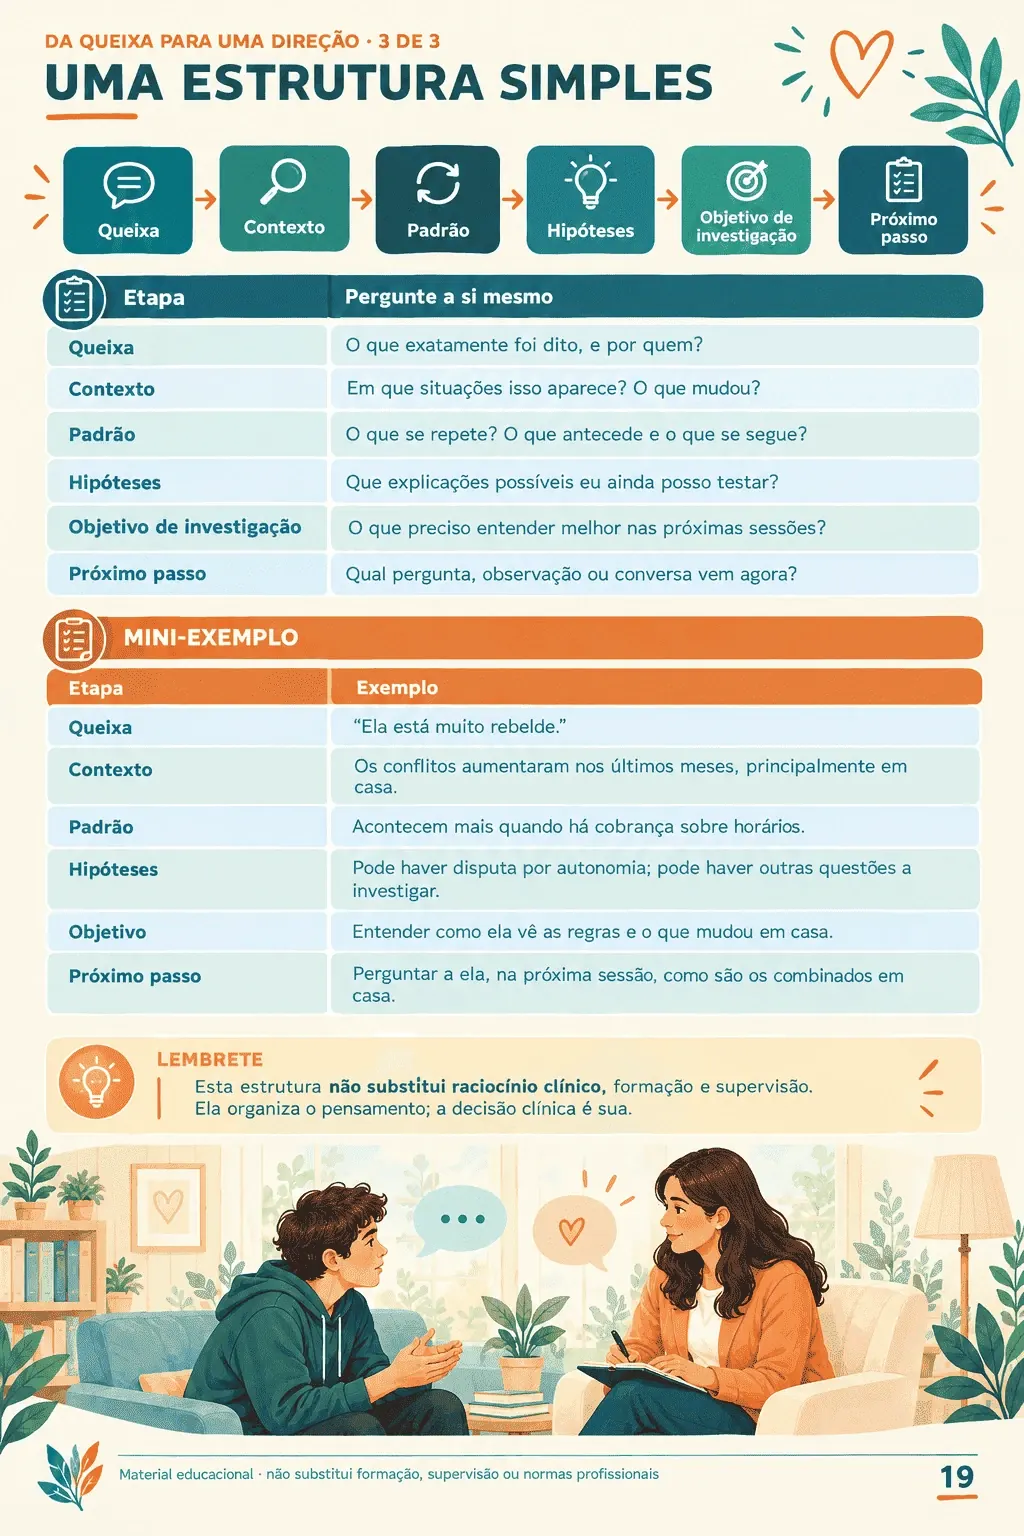 DA QUEIXA PARA UMA DIREÇÃO · 3 DE 3
UMA ESTRUTURA SIMPLES
Queixa
Contexto
Padrão
Hipóteses
Objetivo de
investigação
Próximo
passo
Etapa
Pergunte a si mesmo
Queixa
O que exatamente foi dito, e por quem?
Contexto
Em que situações isso aparece? O que mudou?
Padrão
O que se repete? O que antecede e o que se segue?
Hipóteses
Que explicações possíveis eu ainda posso testar?
Objetivo de investigação
O que preciso entender melhor nas próximas sessões?
Próximo passo
Qual pergunta, observação ou conversa vem agora?
MINI-EXEMPLO
Etapa
Exemplo
Queixa
“Ela está muito rebelde.”
Contexto
Os conflitos aumentaram nos últimos meses, principalmente em
casa.
Padrão
Acontecem mais quando há cobrança sobre horários.
Hipóteses
Pode haver disputa por autonomia; pode haver outras questões a
investigar.
Objetivo
Entender como ela vê as regras e o que mudou em casa.
Próximo passo
Perguntar a ela, na próxima sessão, como são os combinados em
casa.
LEMBRETE
Esta estrutura não substitui raciocínio clínico, formação e supervisão.
Ela organiza o pensamento; a decisão clínica é sua.
Material educacional · não substitui formação, supervisão ou normas profissionais
19